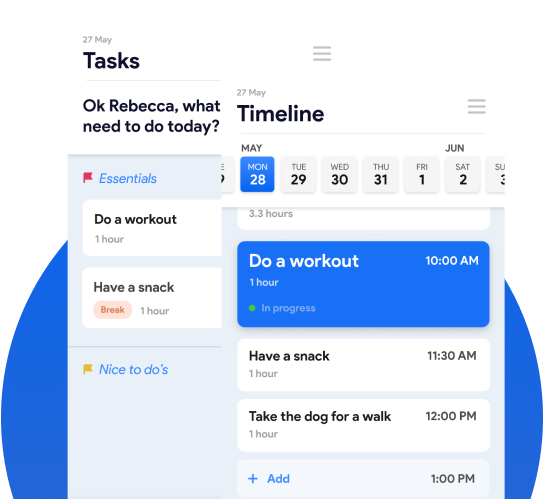 27 May
Tasks
Ok Rebecca, what
need to do today?
Essentials
Do a workout
1 hour
Have a snack
Break 1 hour
Nice to do's
27 May
Timeline
MAY JUN
MON TUE WED THU FRI SAT
28 29 30 31 1 2
3.3 hours
Do a workout 10:00 AM
1 hour
In progress
Have a snack 11:30 AM
1 hour
Take the dog for a walk 12:00 PM
1 hour
+ Add 1:00 PM